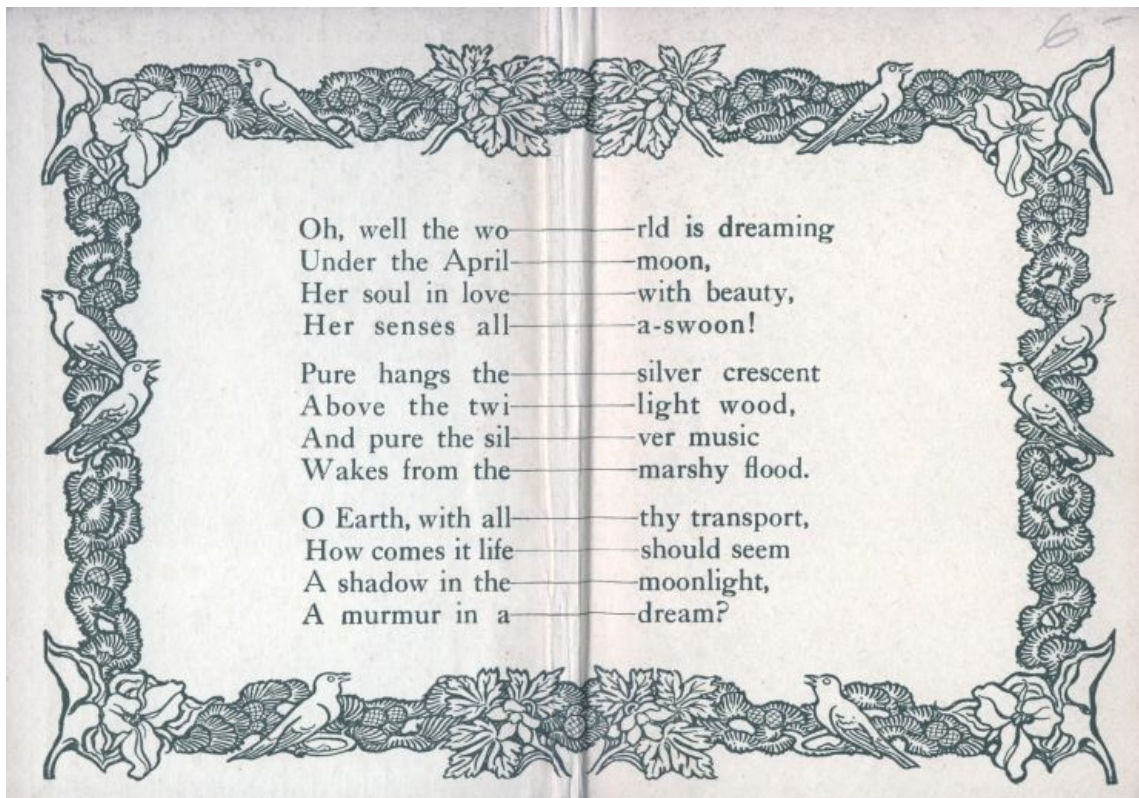 6-
Oh, well the wo——rld is dreaming
Under the April——moon,
Her soul in love——with beauty,
Her senses all——a-swoon!
Pure hangs the——silver crescent
Above the twi——light wood,
And pure the sil——ver music
Wakes from the——marshy flood.
O Earth, with all——thy transport,
How comes it life——should seem
A shadow in the——moonlight,
A murmur in a——dream?